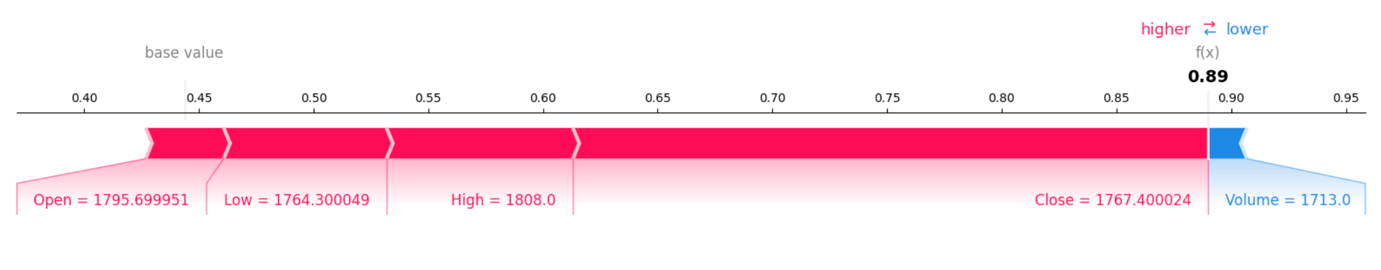 higher ⇄ lower
base value
f(x)
0.89
0.40 0.45 0.50 0.55 0.60 0.65 0.70 0.75 0.80 0.85 0.90 0.95
Open = 1795.699951 Low = 1764.300049 High = 1808.0 Close = 1767.400024 Volume = 1713.0